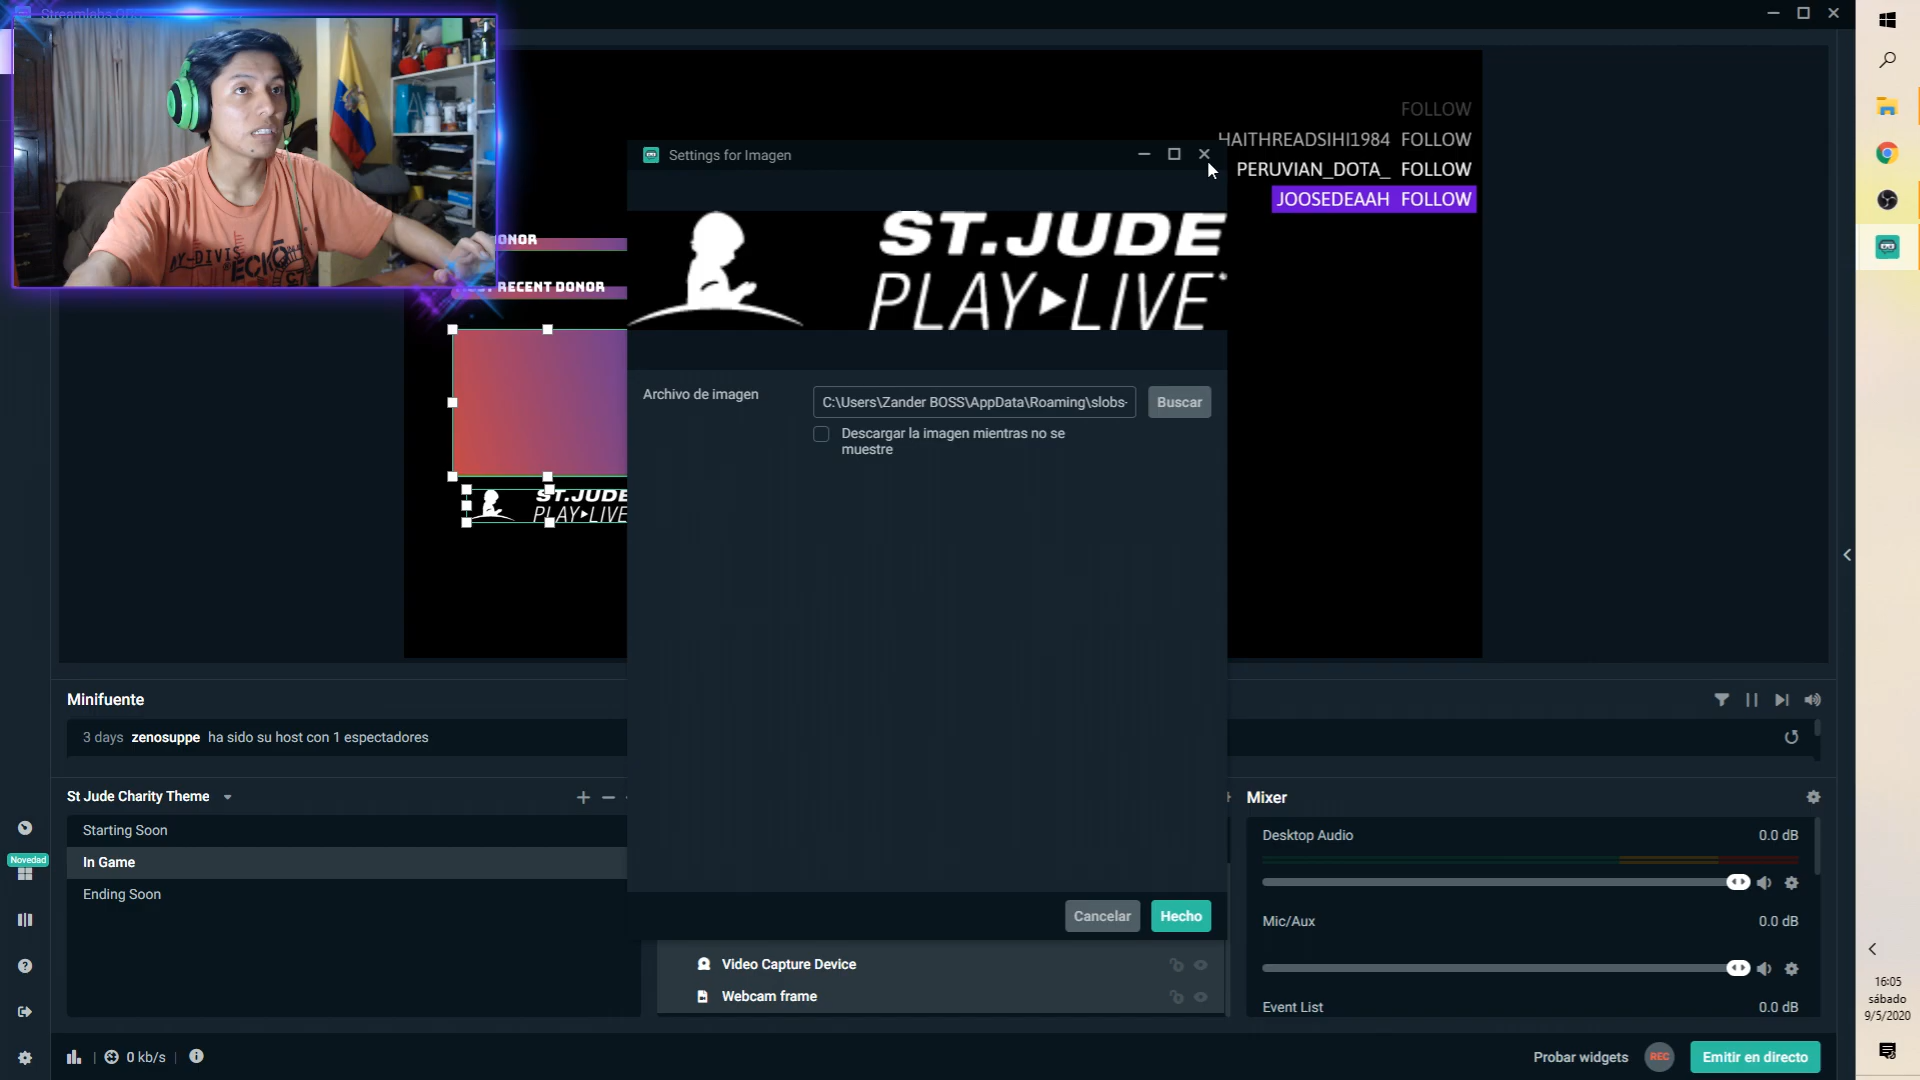 Streamlabs OBS
FOLLOW
HAITHREADSIHI1984 FOLLOW
PERUVIAN_DOTA_ FOLLOW
JOOSEDEAAH FOLLOW
Settings for Imagen
ST.JUDE
PLAY LIVE
ONOR
RECENT DONOR
ST.JUDE
PLAY LIVE
Archivo de imagen
C:\Users\Zander BOSS\AppData\Roaming\slobs-
Buscar
Descargar la imagen mientras no se
muestre
Minifuente
3 days zenosuppe ha sido su host con 1 espectadores
St Jude Charity Theme
Starting Soon
In Game
Ending Soon
Novedad
Cancelar
Hecho
Video Capture Device
Webcam frame
Mixer
Desktop Audio 0.0 dB
Mic/Aux 0.0 dB
Event List 0.0 dB
0 kb/s
Probar widgets
REC
Emitir en directo
16:05
sábado
9/5/2020